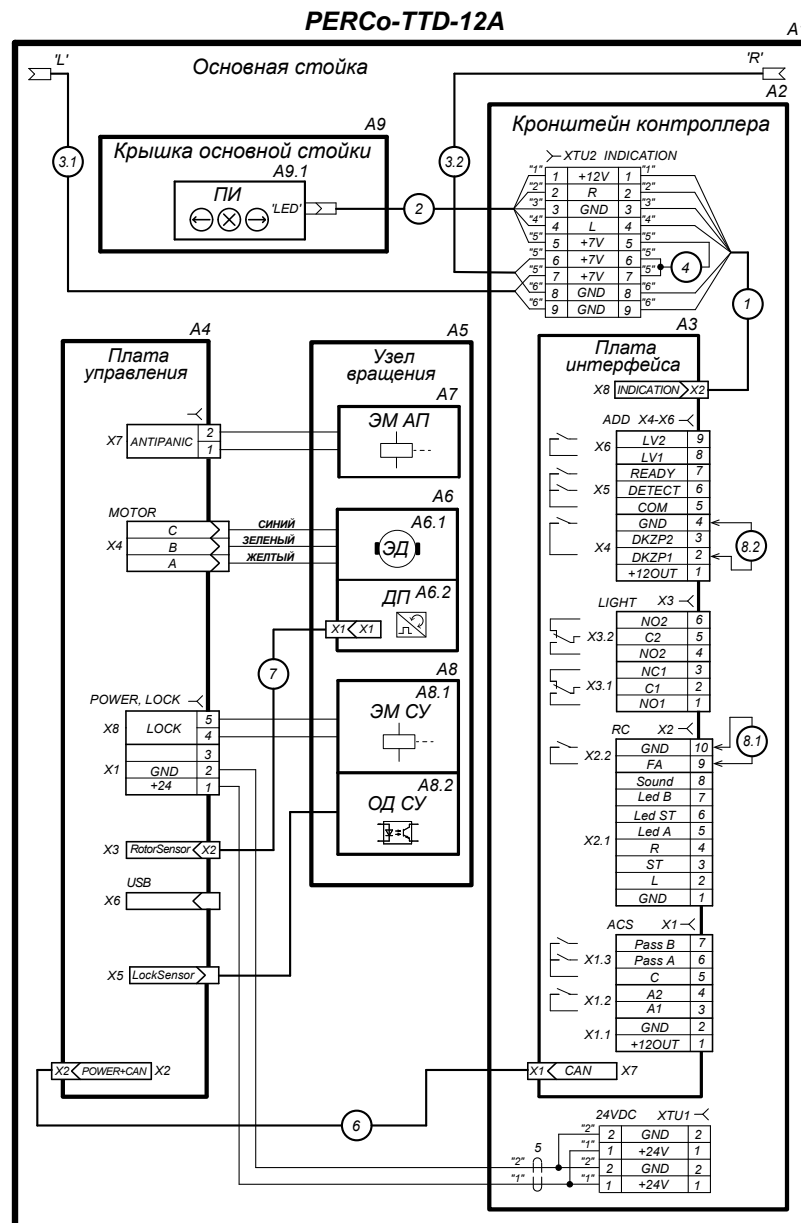 PERCo-TTD-12A
'L'
Основная стойка
'R'
A2
A9
Крышка основной стойки
A9.1
ПИ
'LED'
3.1
2
3.2
Кронштейн контроллера
XTU2 INDICATION
"1" 1 +12V 1 "1"
"2" 2 R 2 "2"
"3" 3 GND 3 "3"
"4" 4 L 4 "4"
"5" 5 +7V 5 "5"
"5" 6 +7V 6 "5"
"5" 7 +7V 7 "5"
"6" 8 GND 8 "6"
"6" 9 GND 9 "6"
4
1
A4
Плата
управления
X7 ANTIPANIC 2
1
MOTOR
X4
C СИНИЙ
B ЗЕЛЕНЫЙ
A ЖЕЛТЫЙ
POWER, LOCK
X8 LOCK 5
4
3
X1 GND 2
+24 1
X3 RotorSensor X2
USB
X6
X5 LockSensor
X2 POWER+CAN X2
7
A5
Узел
вращения
A7
ЭМ АП
A6
A6.1
ЭД
ДП A6.2
X1 X1
A8
A8.1
ЭМ СУ
A8.2
ОД СУ
A3
Плата
интерфейса
X8 INDICATION X2
ADD X4-X6
X6
LV2 9
LV1 8
X5
READY 7
DETECT 6
COM 5
X4
GND 4
DKZP2 3
DKZP1 2
+12OUT 1
8.2
LIGHT X3
X3.2
NO2 6
C2 5
NO2 4
X3.1
NC1 3
C1 2
NO1 1
RC X2
X2.2
GND 10
FA 9
8.1
X2.1
Sound 8
Led B 7
Led ST 6
Led A 5
R 4
ST 3
L 2
GND 1
ACS X1
X1.3
Pass B 7
Pass A 6
C 5
X1.2
A2 4
A1 3
X1.1
GND 2
+12OUT 1
X1 CAN X7
6
24VDC XTU1
5
"2" 2 GND 2
"1" 1 +24V 1
"2" "2" 2 GND 2
"1" "1" 1 +24V 1